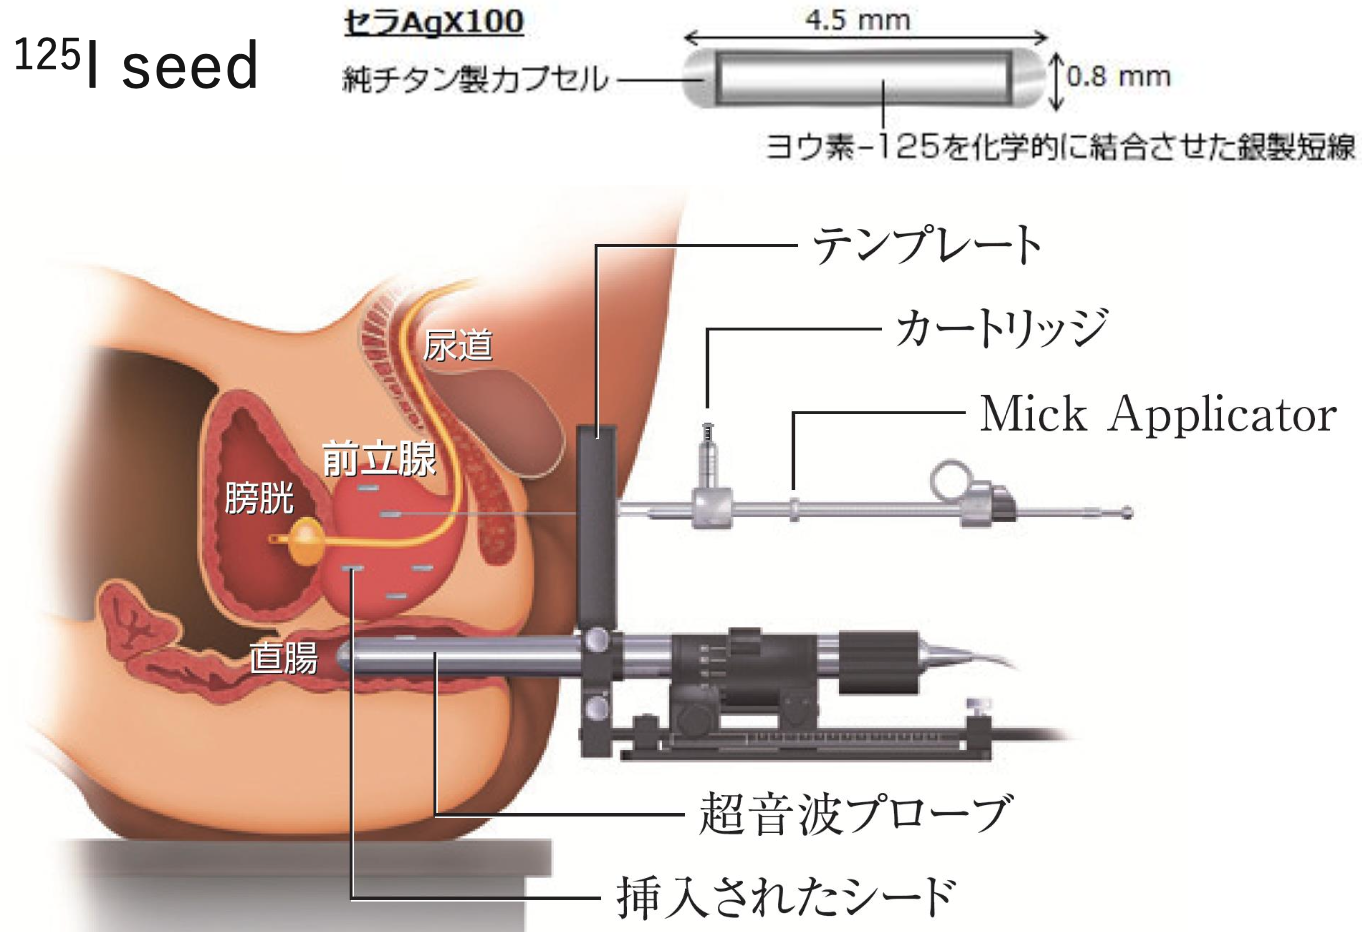 ¹²⁵I seed
セラAgX100
4.5 mm
純チタン製カプセル
0.8 mm
ヨウ素−125を化学的に結合させた銀製短線
テンプレート
カートリッジ
Mick Applicator
尿道
前立腺
膀胱
直腸
超音波プローブ
挿入されたシード